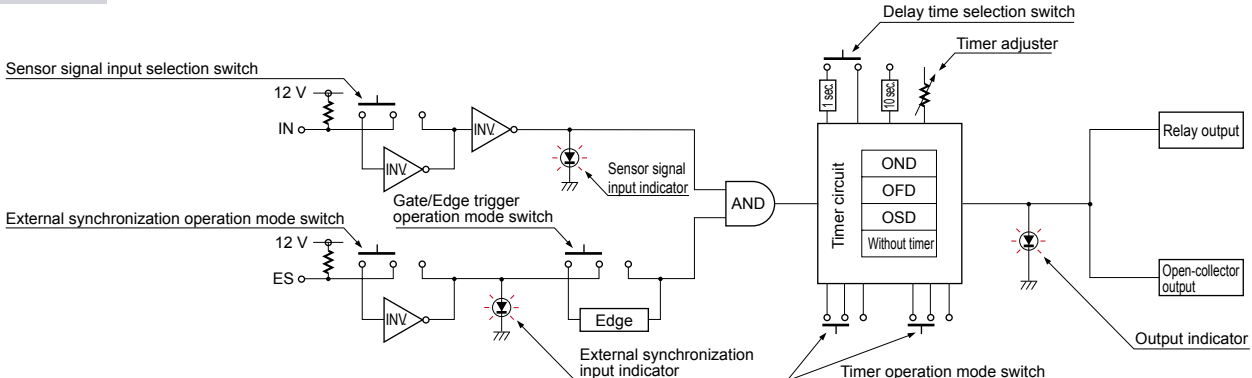 Delay time selection switch
Timer adjuster
Sensor signal input selection switch
12 V
IN
INV.
INV.
Sensor signal
input indicator
1 sec.
10 sec.
Relay output
Timer circuit
OND
OFD
OSD
Without timer
AND
Gate/Edge trigger
operation mode switch
External synchronization operation mode switch
12 V
ES
INV.
Edge
Open-collector
output
Output indicator
External synchronization
input indicator
Timer operation mode switch